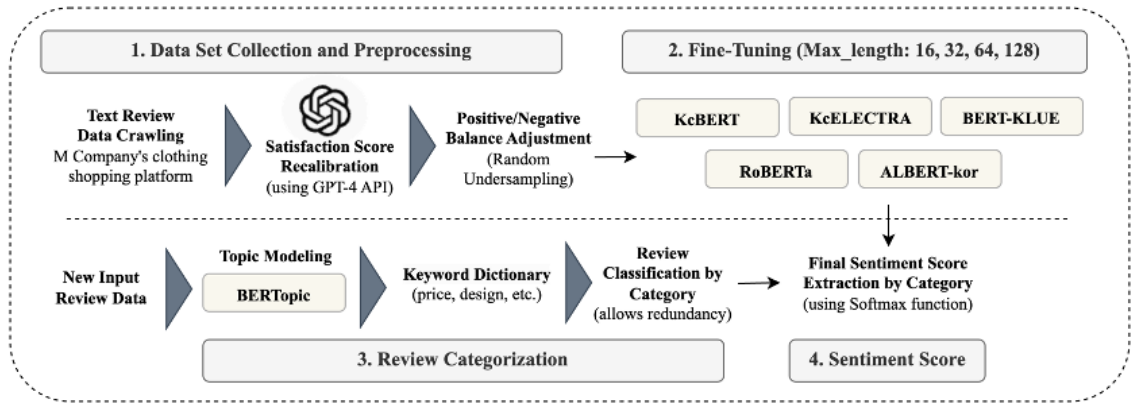 1. Data Set Collection and Preprocessing
2. Fine-Tuning (Max_length: 16, 32, 64, 128)
Text Review
Data Crawling
M Company's clothing
shopping platform
Satisfaction Score
Recalibration
(using GPT-4 API)
Positive/Negative
Balance Adjustment
(Random
Undersampling)
KcBERT
KcELECTRA
BERT-KLUE
RoBERTa
ALBERT-kor
New Input
Review Data
Topic Modeling
BERTopic
Keyword Dictionary
(price, design, etc.)
Review
Classification by
Category
(allows redundancy)
Final Sentiment Score
Extraction by Category
(using Softmax function)
3. Review Categorization
4. Sentiment Score